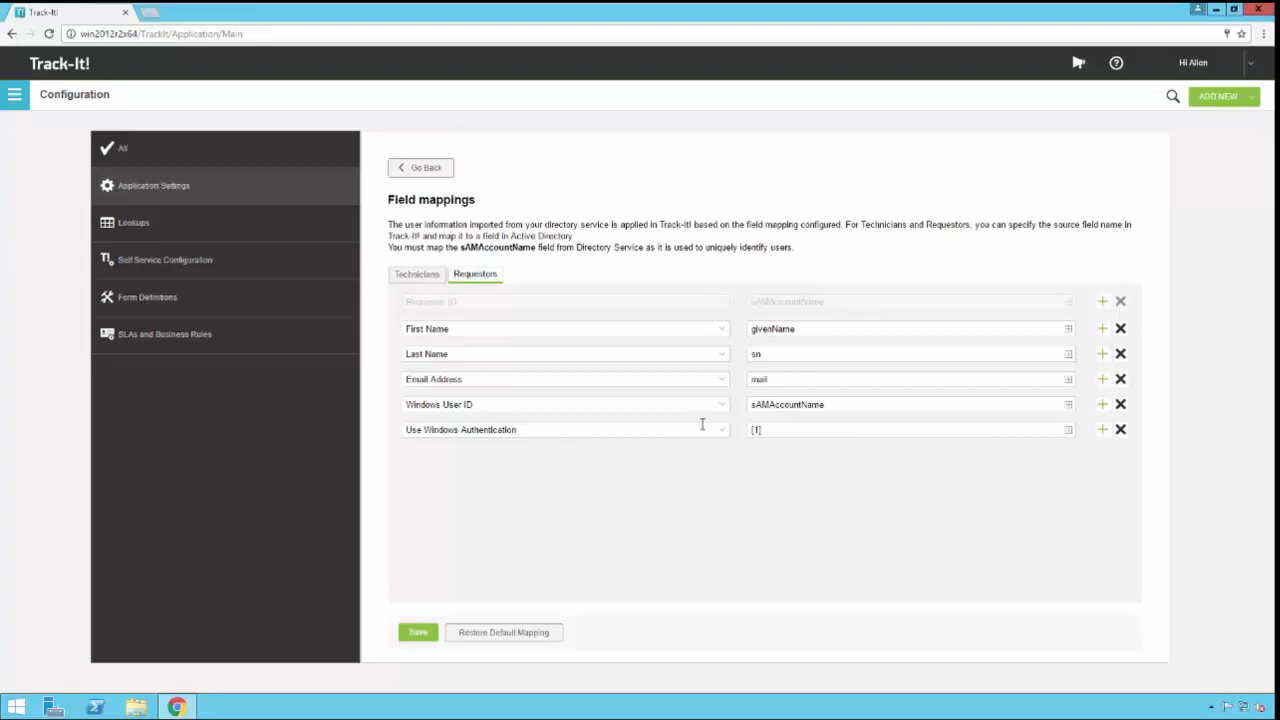 Track-It!
win2012r2x64/TrackIt/Application/Main
Track-It!
Hi Allen
Configuration
ADD NEW
All
Application Settings
Lookups
Self Service Configuration
Form Definitions
SLAs and Business Rules
Go Back
Field mappings
The user information imported from your directory service is applied in Track-It! based on the field mapping configured. For Technicians and Requestors, you can specify the source field name in
Track-It! and map it to a field in Active Directory.
You must map the sAMAccountName field from Directory Service as it is used to uniquely identify users.
Technicians Requestors
Requestor ID sAMAccountName
First Name givenName
Last Name sn
Email Address mail
Windows User ID sAMAccountName
Use Windows Authentication [1]
Save Restore Default Mapping